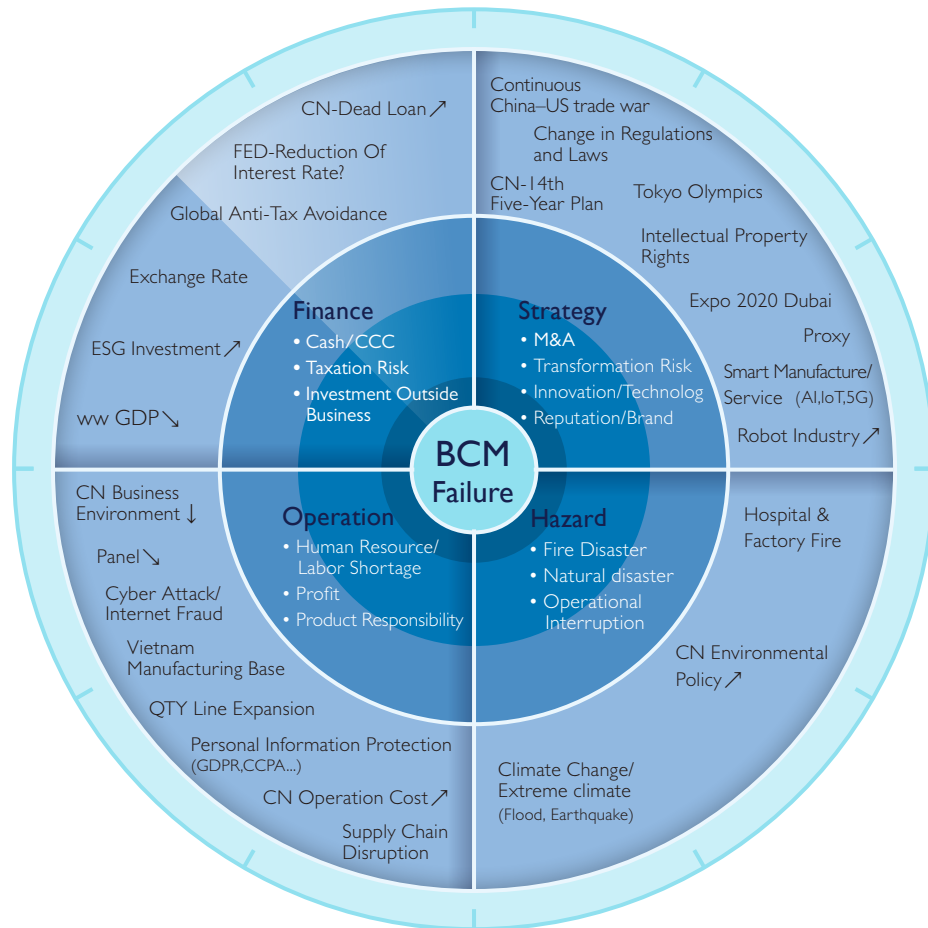 CN-Dead Loan ↗
FED-Reduction Of
Interest Rate?
Global Anti-Tax Avoidance
Exchange Rate
ESG Investment ↗
ww GDP ↘
Continuous
China–US trade war
Change in Regulations
and Laws
CN-14th
Five-Year Plan
Tokyo Olympics
Intellectual Property
Rights
Expo 2020 Dubai
Proxy
Smart Manufacture/
Service (AI,IoT,5G)
Robot Industry ↗
Finance
• Cash/CCC
• Taxation Risk
• Investment Outside
Business
Strategy
• M&A
• Transformation Risk
• Innovation/Technolog
• Reputation/Brand
BCM
Failure
Operation
• Human Resource/
Labor Shortage
• Profit
• Product Responsibility
Hazard
• Fire Disaster
• Natural disaster
• Operational
Interruption
CN Business
Environment ↓
Panel ↘
Cyber Attack/
Internet Fraud
Vietnam
Manufacturing Base
QTY Line Expansion
Personal Information Protection
(GDPR,CCPA...)
CN Operation Cost ↗
Supply Chain
Disruption
Hospital &
Factory Fire
CN Environmental
Policy ↗
Climate Change/
Extreme climate
(Flood, Earthquake)